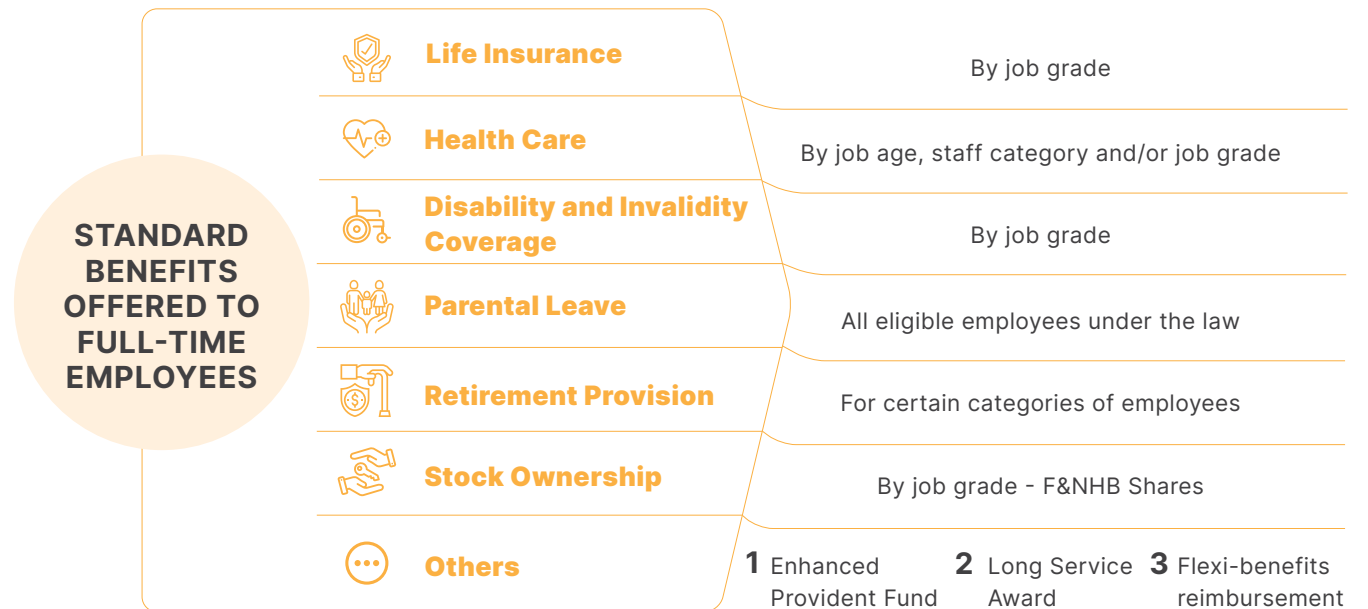 STANDARD
BENEFITS
OFFERED TO
FULL-TIME
EMPLOYEES
Life Insurance
By job grade
Health Care
By job age, staff category and/or job grade
Disability and Invalidity
Coverage
By job grade
Parental Leave
All eligible employees under the law
Retirement Provision
For certain categories of employees
Stock Ownership
By job grade - F&NHB Shares
Others
1 Enhanced
Provident Fund
2 Long Service
Award
3 Flexi-benefits
reimbursement